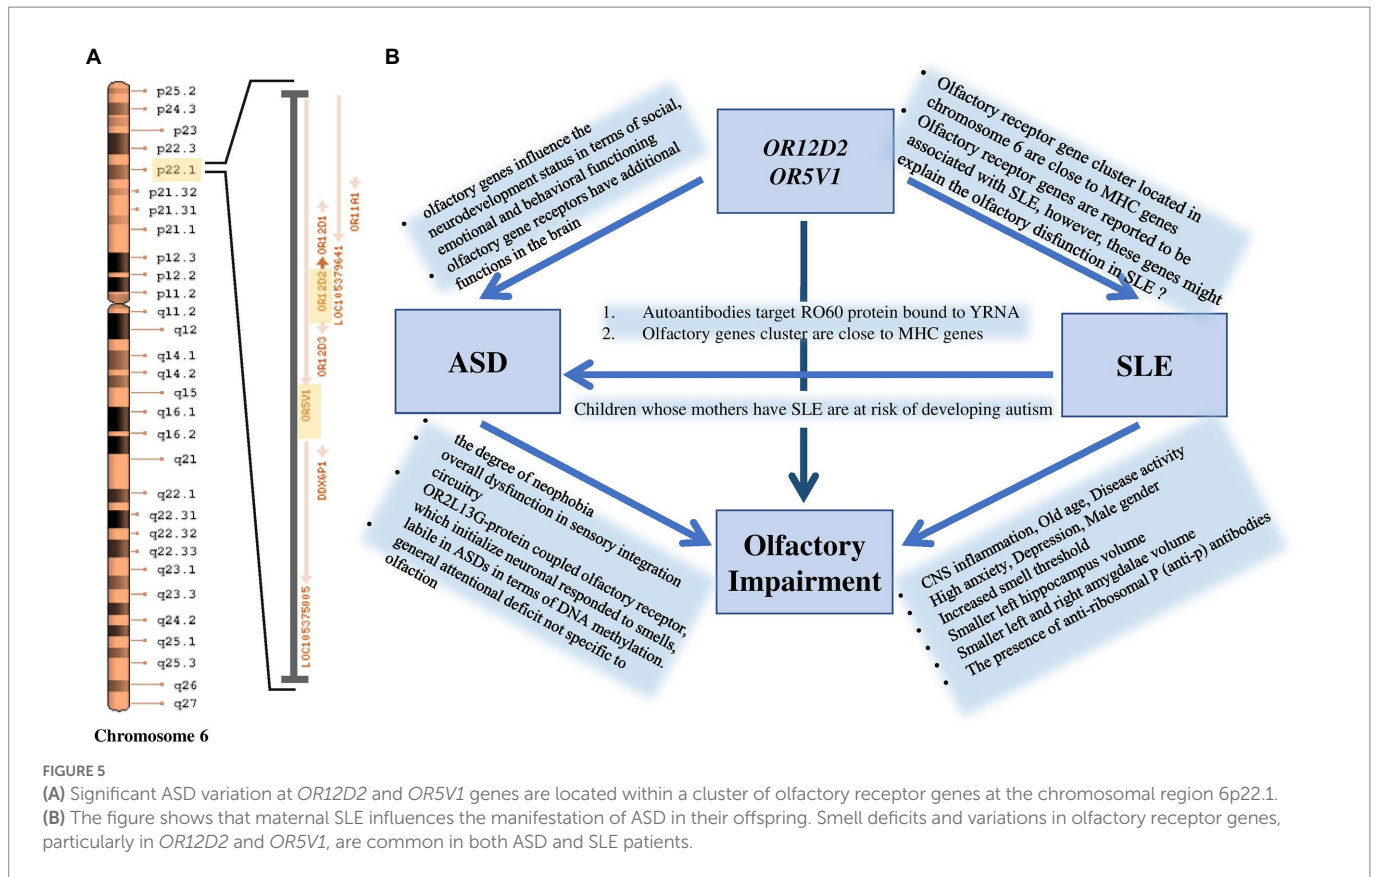 A
p25.2
p24.3
p23
p22.3
p22.1
p21.32
p21.31
p21.1
p12.3
p12.2
p11.2
q11.2
q12
q14.1
q14.2
q15
q16.1
q16.2
q21
q22.1
q22.31
q22.32
q22.33
q23.1
q23.3
q24.2
q25.1
q25.3
q26
q27
Chromosome 6
OR11A1
OR12D1
LOC105379641
OR12D2
OR12D3
OR5V1
DDX6P1
LOC105375005
B
OR12D2
OR5V1
• olfactory genes influence the
neurodevelopment status in terms of social,
emotional and behavioral functioning
• olfactory gene receptors have additional
functions in the brain
• Olfactory receptor gene cluster located in
chromosome 6 are close to MHC genes
• Olfactory receptor genes are reported to be
associated with SLE, however, these genes might
explain the olfactory disfunction in SLE ?
ASD
1. Autoantibodies target RO60 protein bound to YRNA
2. Olfactory genes cluster are close to MHC genes
SLE
Children whose mothers have SLE are at risk of developing autism
• the degree of neophobia
• overall dysfunction in sensory integration
circuitry
• OR2L13G-protein coupled olfactory receptor,
which initialize neuronal responded to smells,
labile in ASDs in terms of DNA methylation.
• general attentional deficit not specific to
olfaction
Olfactory
Impairment
• CNS inflammation, Old age, Disease activity
• High anxiety, Depression, Male gender
• Increased smell threshold
• Smaller left hippocampus volume
• Smaller left and right amygdalae volume
• The presence of anti-ribosomal P (anti-p) antibodies
FIGURE 5
(A) Significant ASD variation at OR12D2 and OR5V1 genes are located within a cluster of olfactory receptor genes at the chromosomal region 6p22.1.
(B) The figure shows that maternal SLE influences the manifestation of ASD in their offspring. Smell deficits and variations in olfactory receptor genes,
particularly in OR12D2 and OR5V1, are common in both ASD and SLE patients.